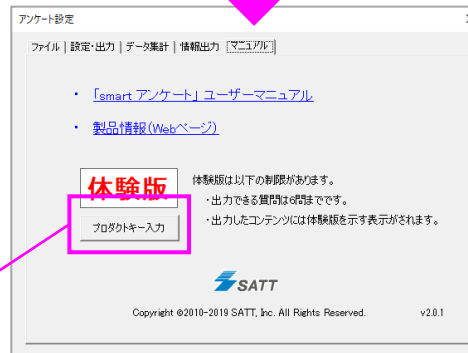 アンケート設定
ファイル | 設定・出力 | データ集計 | 情報出力 | マニュアル
・ 「smart アンケート」ユーザーマニュアル
・ 製品情報(Webページ)
体験版
体験版は以下の制限があります。
・出力できる質問は6問までです。
・出力したコンテンツには体験版を示す表示がされます。
プロダクトキー入力
SATT
Copyright ©2010-2019 SATT, Inc. All Rights Reserved.
v2.0.1